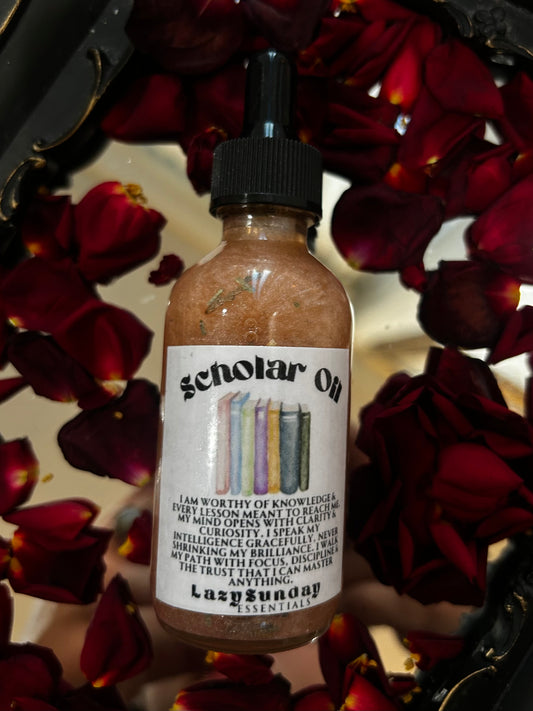 Scholar Oil
I AM WORTHY OF KNOWLEDGE &
EVERY LESSON MEANT TO REACH ME.
MY MIND OPENS WITH CLARITY &
CURIOSITY. I SPEAK MY
INTELLIGENCE GRACEFULLY, NEVER
SHRINKING MY BRILLIANCE. I WALK
MY PATH WITH FOCUS, DISCIPLINE &
THE TRUST THAT I CAN MASTER
ANYTHING.
LazySunday
ESSENTIALS